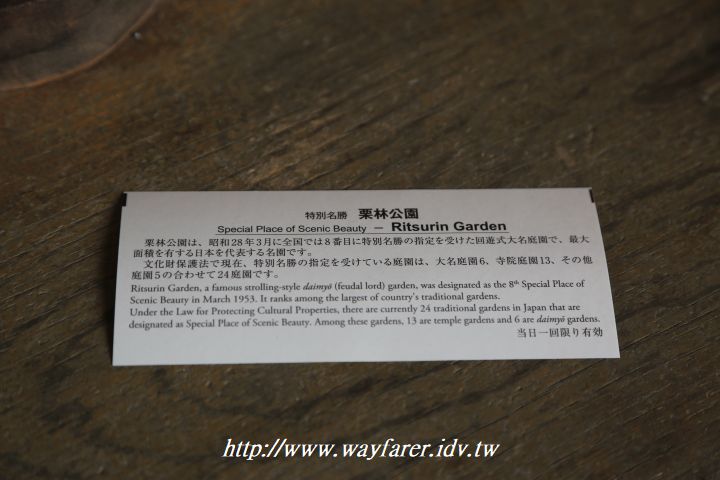 特別名勝 栗林公園
Special Place of Scenic Beauty – Ritsurin Garden
栗林公園は、昭和28年3月に全国では8番目に特別名勝の指定を受けた回遊式大名庭園で、最大
面積を有する日本を代表する名園です。
文化財保護法で現在、特別名勝の指定を受けている庭園は、大名庭園6、寺院庭園13、その他
庭園5の合わせて24庭園です。
Ritsurin Garden, a famous strolling-style daimyō (feudal lord) garden, was designated as the 8th Special Place of
Scenic Beauty in March 1953. It ranks among the largest of country's traditional gardens.
Under the Law for Protecting Cultural Properties, there are currently 24 traditional gardens in Japan that are
designated as Special Place of Scenic Beauty. Among these gardens, 13 are temple gardens and 6 are daimyō gardens.
当日一回限り有効
http://www.wayfarer.idv.tw